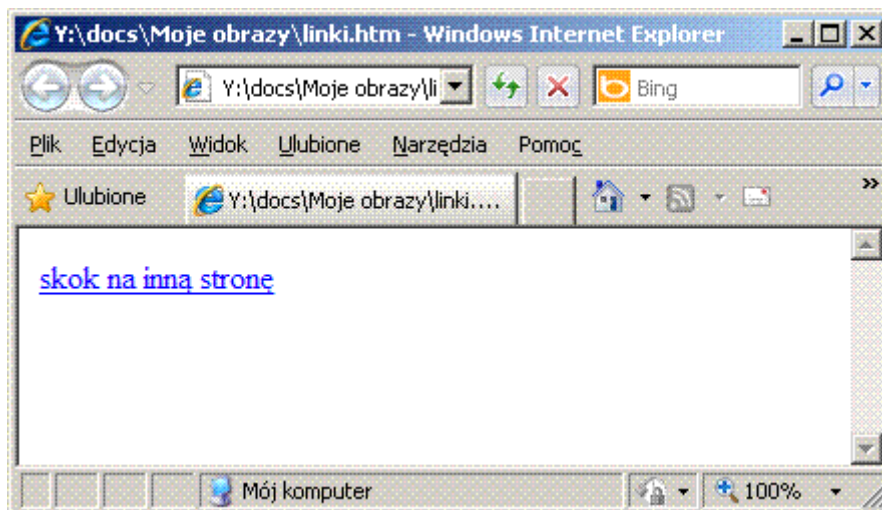 Y:\docs\Moje obrazy\linki.htm - Windows Internet Explorer
Y:\docs\Moje obrazy\li Bing
Plik Edycja Widok Ulubione Narzędzia Pomoc
Ulubione Y:\docs\Moje obrazy\linki.... »
skok na inną stronę
Mój komputer 100%